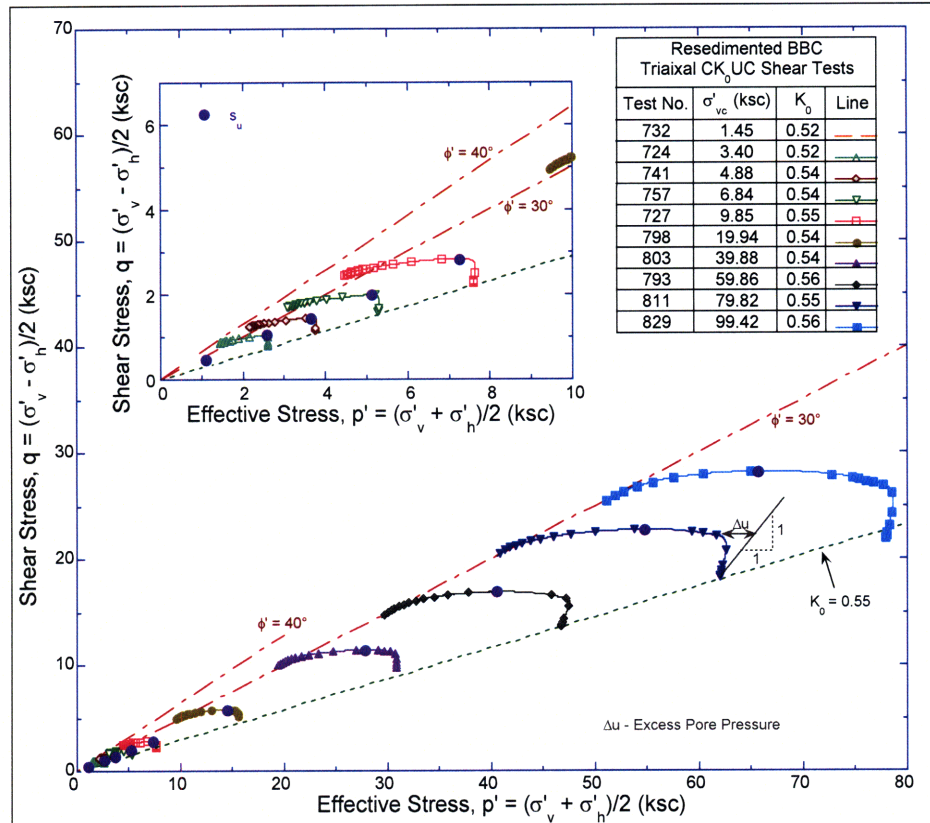 Resedimented BBC
Triaixal CK₀UC Shear Tests
Test No. σ'vc (ksc) K₀ Line
732 1.45 0.52
724 3.40 0.52
741 4.88 0.54
757 6.84 0.54
727 9.85 0.55
798 19.94 0.54
803 39.88 0.54
793 59.86 0.56
811 79.82 0.55
829 99.42 0.56
Shear Stress, q = (σ'v - σ'h)/2 (ksc)
70
60
50
40
30
20
10
0
Shear Stress, q = (σ'v - σ'h)/2 (ksc)
6
4
2
0
su
ϕ' = 40°
ϕ' = 30°
0 2 4 6 8 10
Effective Stress, p' = (σ'v + σ'h)/2 (ksc)
ϕ' = 30°
Δu
1
1
K₀ = 0.55
ϕ' = 40°
Δu - Excess Pore Pressure
0 10 20 30 40 50 60 70 80
Effective Stress, p' = (σ'v + σ'h)/2 (ksc)